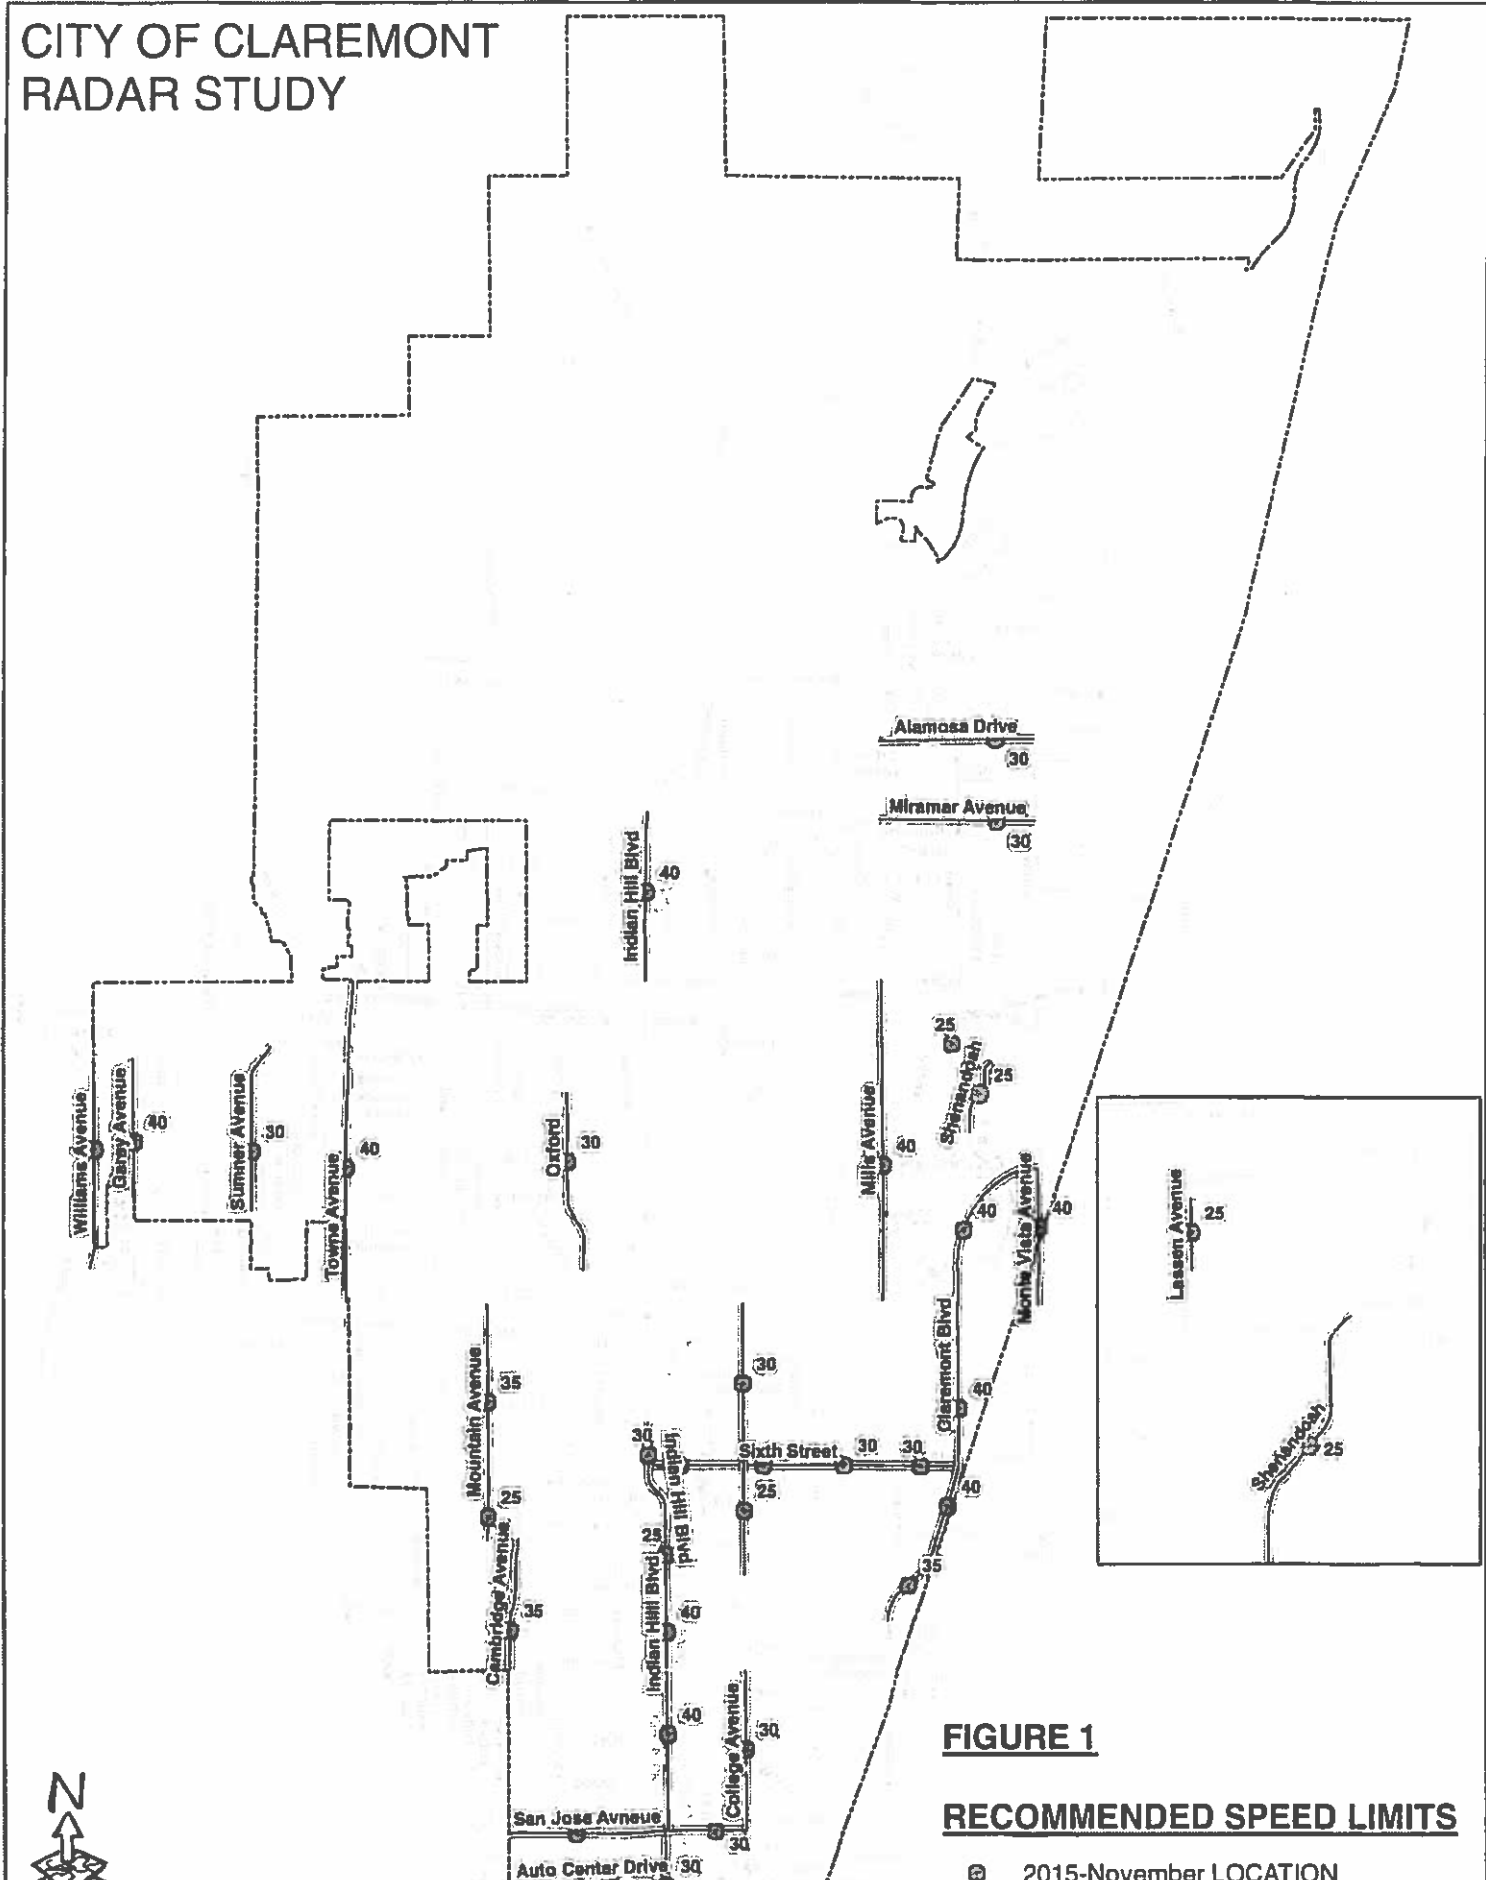 CITY OF CLAREMONT
RADAR STUDY
Alamosa Drive
30
Miramar Avenue
30
Indian Hill Blvd
40
Williams Avenue
Garey Avenue
40
Sumner Avenue
30
Towne Avenue
40
Oxford
30
Mills Avenue
40
25
Shenandoah
25
Claremont Blvd
40
Monte Vista Avenue
40
Lassen Avenue
25
Shenandoah
25
Mountain Avenue
35
25
30
40
30
Indian Hill Blvd
Sixth Street
30
30
25
40
35
Cambridge Avenue
35
25
Indian Hill Blvd
40
40
College Avenue
30
San Jose Avneue
30
Auto Center Drive
30
N
FIGURE 1
RECOMMENDED SPEED LIMITS
2015-November LOCATION